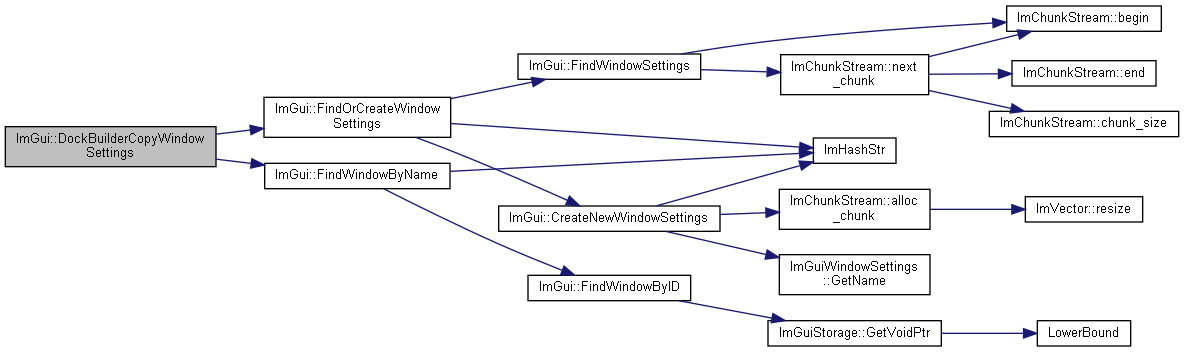 ImGui::DockBuilderCopyWindow
Settings
ImGui::FindOrCreateWindow
Settings
ImGui::FindWindowByName
ImGui::FindWindowSettings
ImGui::CreateNewWindowSettings
ImGui::FindWindowByID
ImChunkStream::next
_chunk
ImHashStr
ImChunkStream::alloc
_chunk
ImGuiWindowSettings
::GetName
ImGuiStorage::GetVoidPtr
ImChunkStream::begin
ImChunkStream::end
ImChunkStream::chunk_size
ImVector::resize
LowerBound